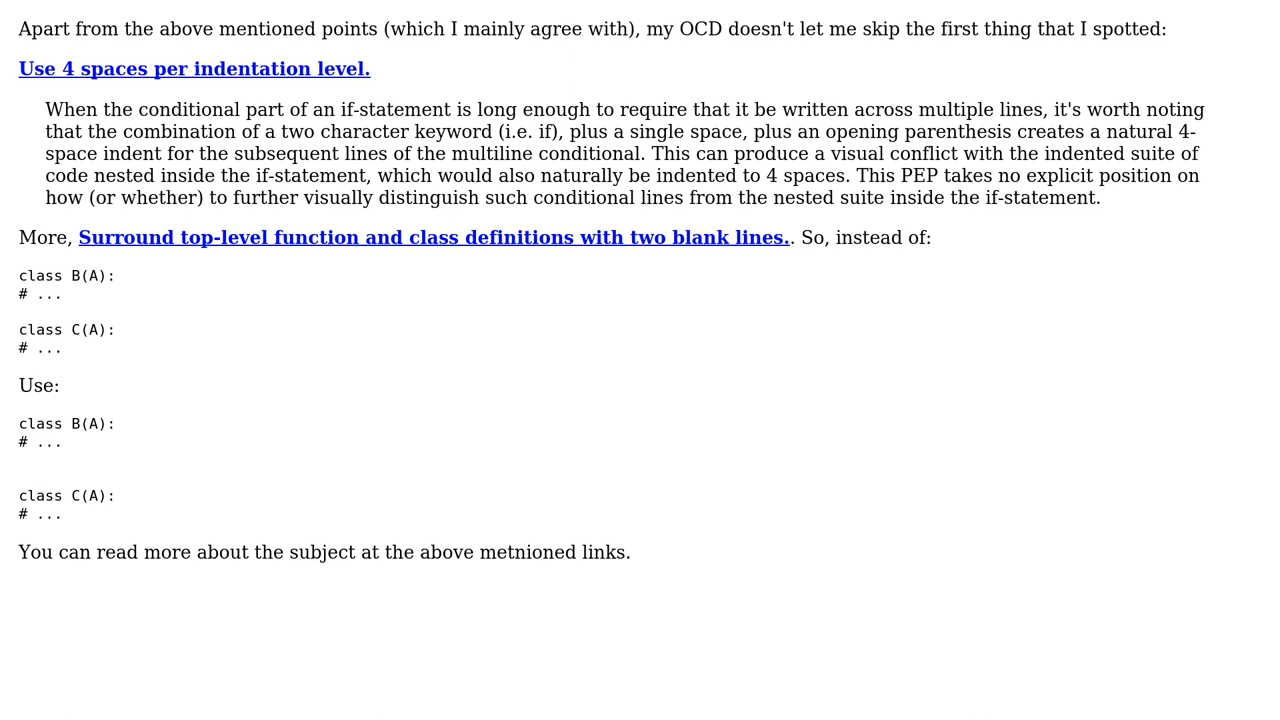 Apart from the above mentioned points (which I mainly agree with), my OCD doesn't let me skip the first thing that I spotted:
Use 4 spaces per indentation level.
When the conditional part of an if-statement is long enough to require that it be written across multiple lines, it's worth noting
that the combination of a two character keyword (i.e. if), plus a single space, plus an opening parenthesis creates a natural 4-
space indent for the subsequent lines of the multiline conditional. This can produce a visual conflict with the indented suite of
code nested inside the if-statement, which would also naturally be indented to 4 spaces. This PEP takes no explicit position on
how (or whether) to further visually distinguish such conditional lines from the nested suite inside the if-statement.
More, Surround top-level function and class definitions with two blank lines.. So, instead of:
class B(A):
# ...
class C(A):
# ...
Use:
class B(A):
# ...
class C(A):
# ...
You can read more about the subject at the above metnioned links.